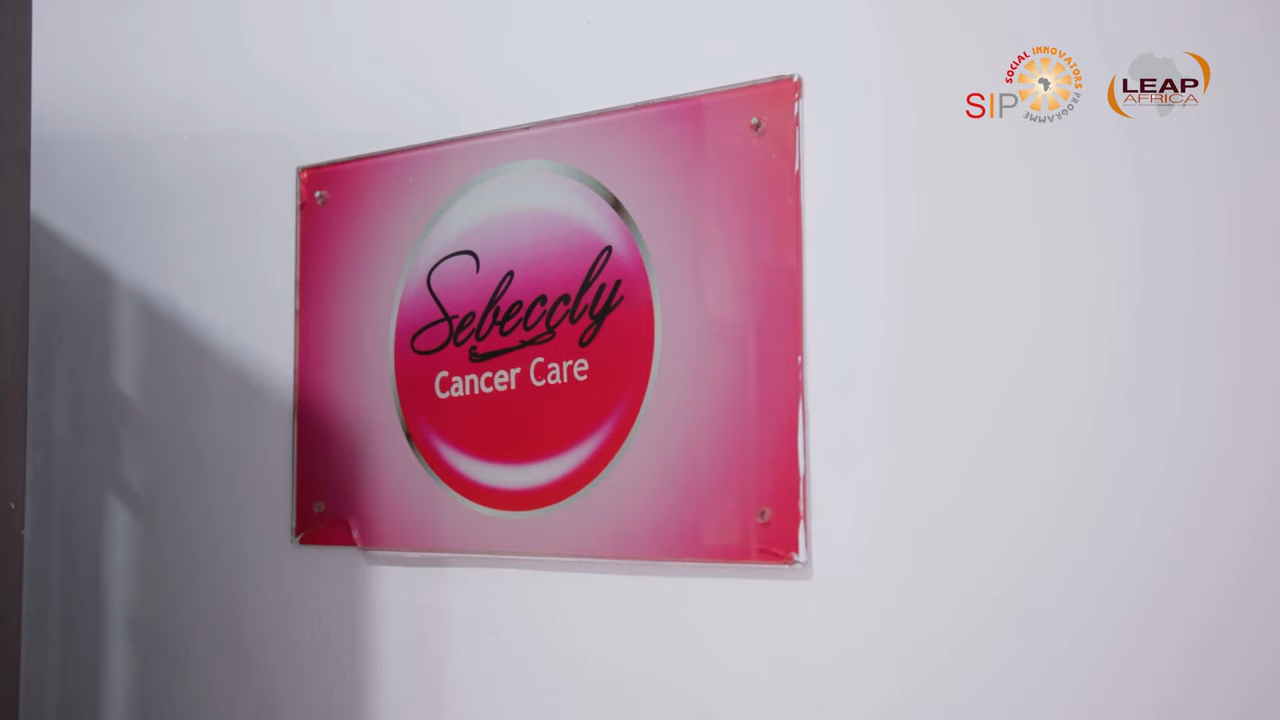 Sebeccly
Cancer Care
SIP
SOCIAL INNOVATORS PROGRAMME
LEAP
AFRICA